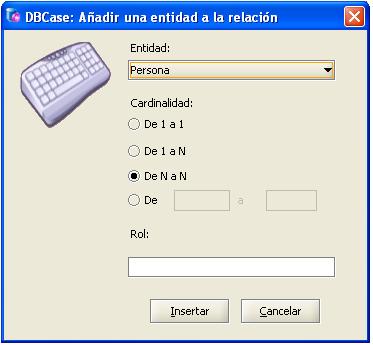 DBCase: Añadir una entidad a la relación
Entidad:
Persona
Cardinalidad:
De 1 a 1
De 1 a N
De N a N
De a
Rol:
Insertar Cancelar